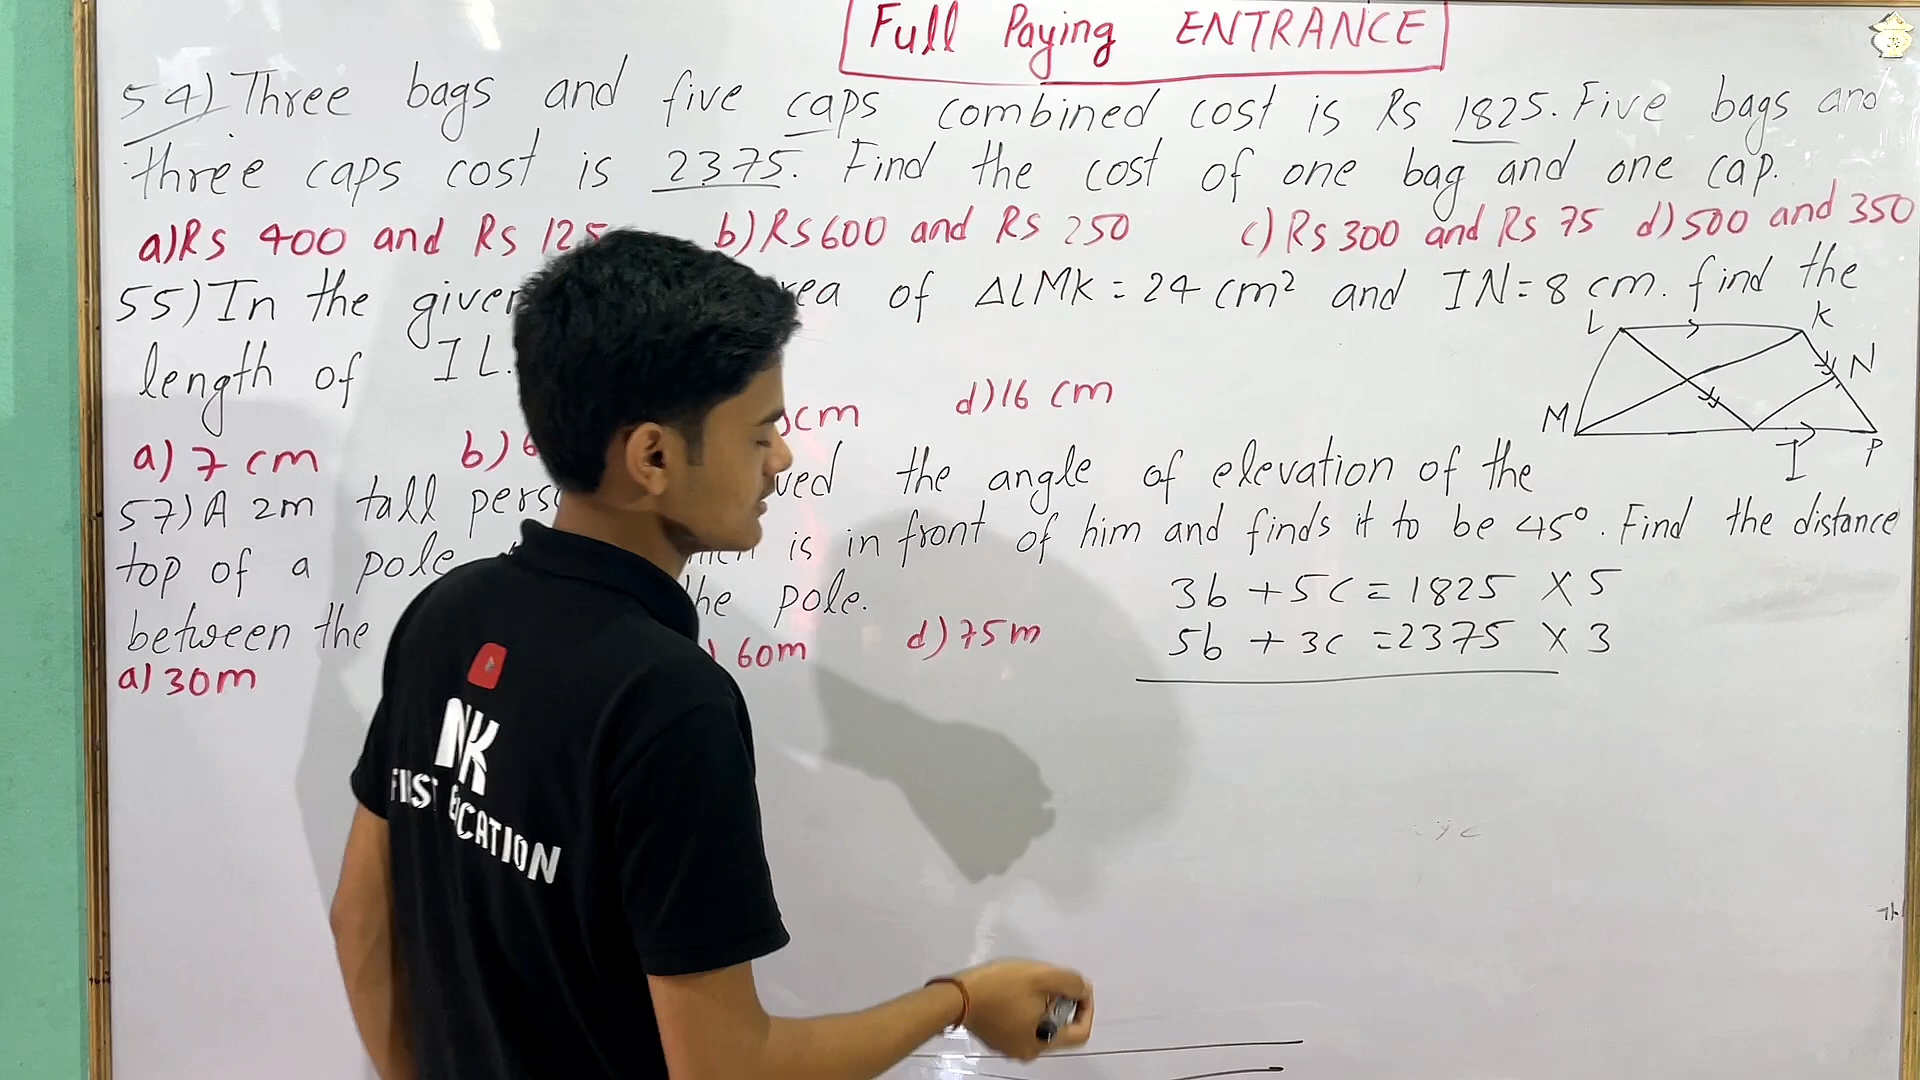 Full Paying ENTRANCE
54) Three bags and five caps combined cost is Rs 1825. Five bags and
three caps cost is 2375. Find the cost of one bag and one cap.
a) Rs 400 and Rs 125 b) Rs 600 and Rs 250 c) Rs 300 and Rs 75 d) 500 and 350
55) In the given of ΔLMK = 24 cm² and IN = 8 cm. find the
length of IL.
L K
N
M I P
a) 7 cm b) 6 cm d) 16 cm
57) A 2m tall the angle of elevation of the
top of a pole is in front of him and finds it to be 45°. Find the distance
between the pole.
a) 30m 60m d) 75m
3b + 5c = 1825 × 5
5b + 3c = 2375 × 3
NK
FIRST EDUCATION